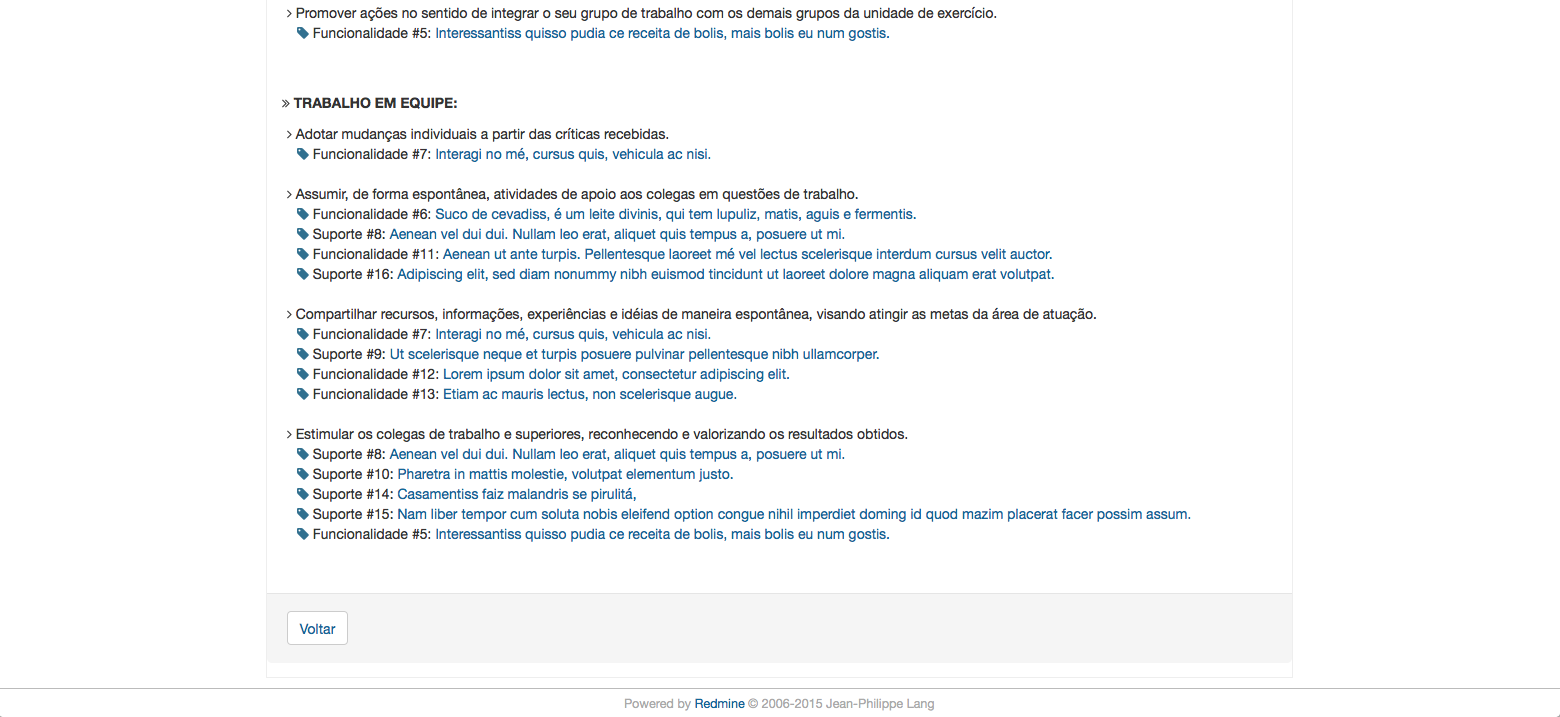 › Promover ações no sentido de integrar o seu grupo de trabalho com os demais grupos da unidade de exercício.
Funcionalidade #5: Interessantiss quisso pudia ce receita de bolis, mais bolis eu num gostis.
» TRABALHO EM EQUIPE:
› Adotar mudanças individuais a partir das críticas recebidas.
Funcionalidade #7: Interagi no mé, cursus quis, vehicula ac nisi.
› Assumir, de forma espontânea, atividades de apoio aos colegas em questões de trabalho.
Funcionalidade #6: Suco de cevadiss, é um leite divinis, qui tem lupuliz, matis, aguis e fermentis.
Suporte #8: Aenean vel dui dui. Nullam leo erat, aliquet quis tempus a, posuere ut mi.
Funcionalidade #11: Aenean ut ante turpis. Pellentesque laoreet mé vel lectus scelerisque interdum cursus velit auctor.
Suporte #16: Adipiscing elit, sed diam nonummy nibh euismod tincidunt ut laoreet dolore magna aliquam erat volutpat.
› Compartilhar recursos, informações, experiências e idéias de maneira espontânea, visando atingir as metas da área de atuação.
Funcionalidade #7: Interagi no mé, cursus quis, vehicula ac nisi.
Suporte #9: Ut scelerisque neque et turpis posuere pulvinar pellentesque nibh ullamcorper.
Funcionalidade #12: Lorem ipsum dolor sit amet, consectetur adipiscing elit.
Funcionalidade #13: Etiam ac mauris lectus, non scelerisque augue.
› Estimular os colegas de trabalho e superiores, reconhecendo e valorizando os resultados obtidos.
Suporte #8: Aenean vel dui dui. Nullam leo erat, aliquet quis tempus a, posuere ut mi.
Suporte #10: Pharetra in mattis molestie, volutpat elementum justo.
Suporte #14: Casamentiss faiz malandris se pirulitá,
Suporte #15: Nam liber tempor cum soluta nobis eleifend option congue nihil imperdiet doming id quod mazim placerat facer possim assum.
Funcionalidade #5: Interessantiss quisso pudia ce receita de bolis, mais bolis eu num gostis.
Voltar
Powered by Redmine © 2006-2015 Jean-Philippe Lang